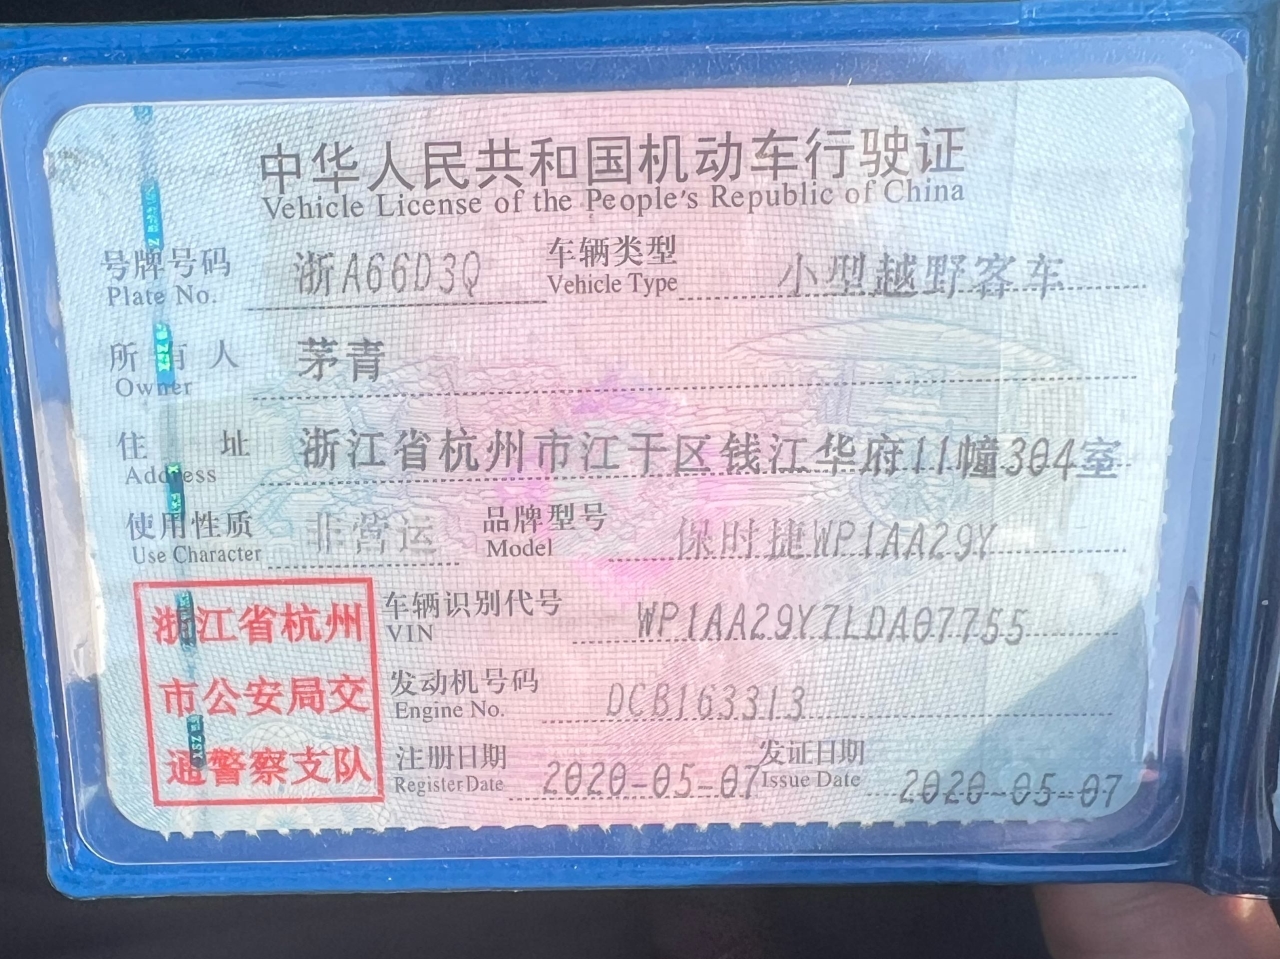 中华人民共和国机动车行驶证
Vehicle License of the People's Republic of China
号牌号码 浙A66D3Q 车辆类型 小型越野客车
Plate No. Vehicle Type
所有人 茅青
Owner
住址 浙江省杭州市江干区钱江华府11幢304室
Address
使用性质 非营运 品牌型号 保时捷WP1AA29Y
Use Character Model
浙江省杭州
市公安局交
通警察支队
车辆识别代号 WP1AA29Y7LDA07755
VIN
发动机号码 DCB163313
Engine No.
注册日期 2020-05-07 发证日期 2020-05-07
Register Date Issue Date